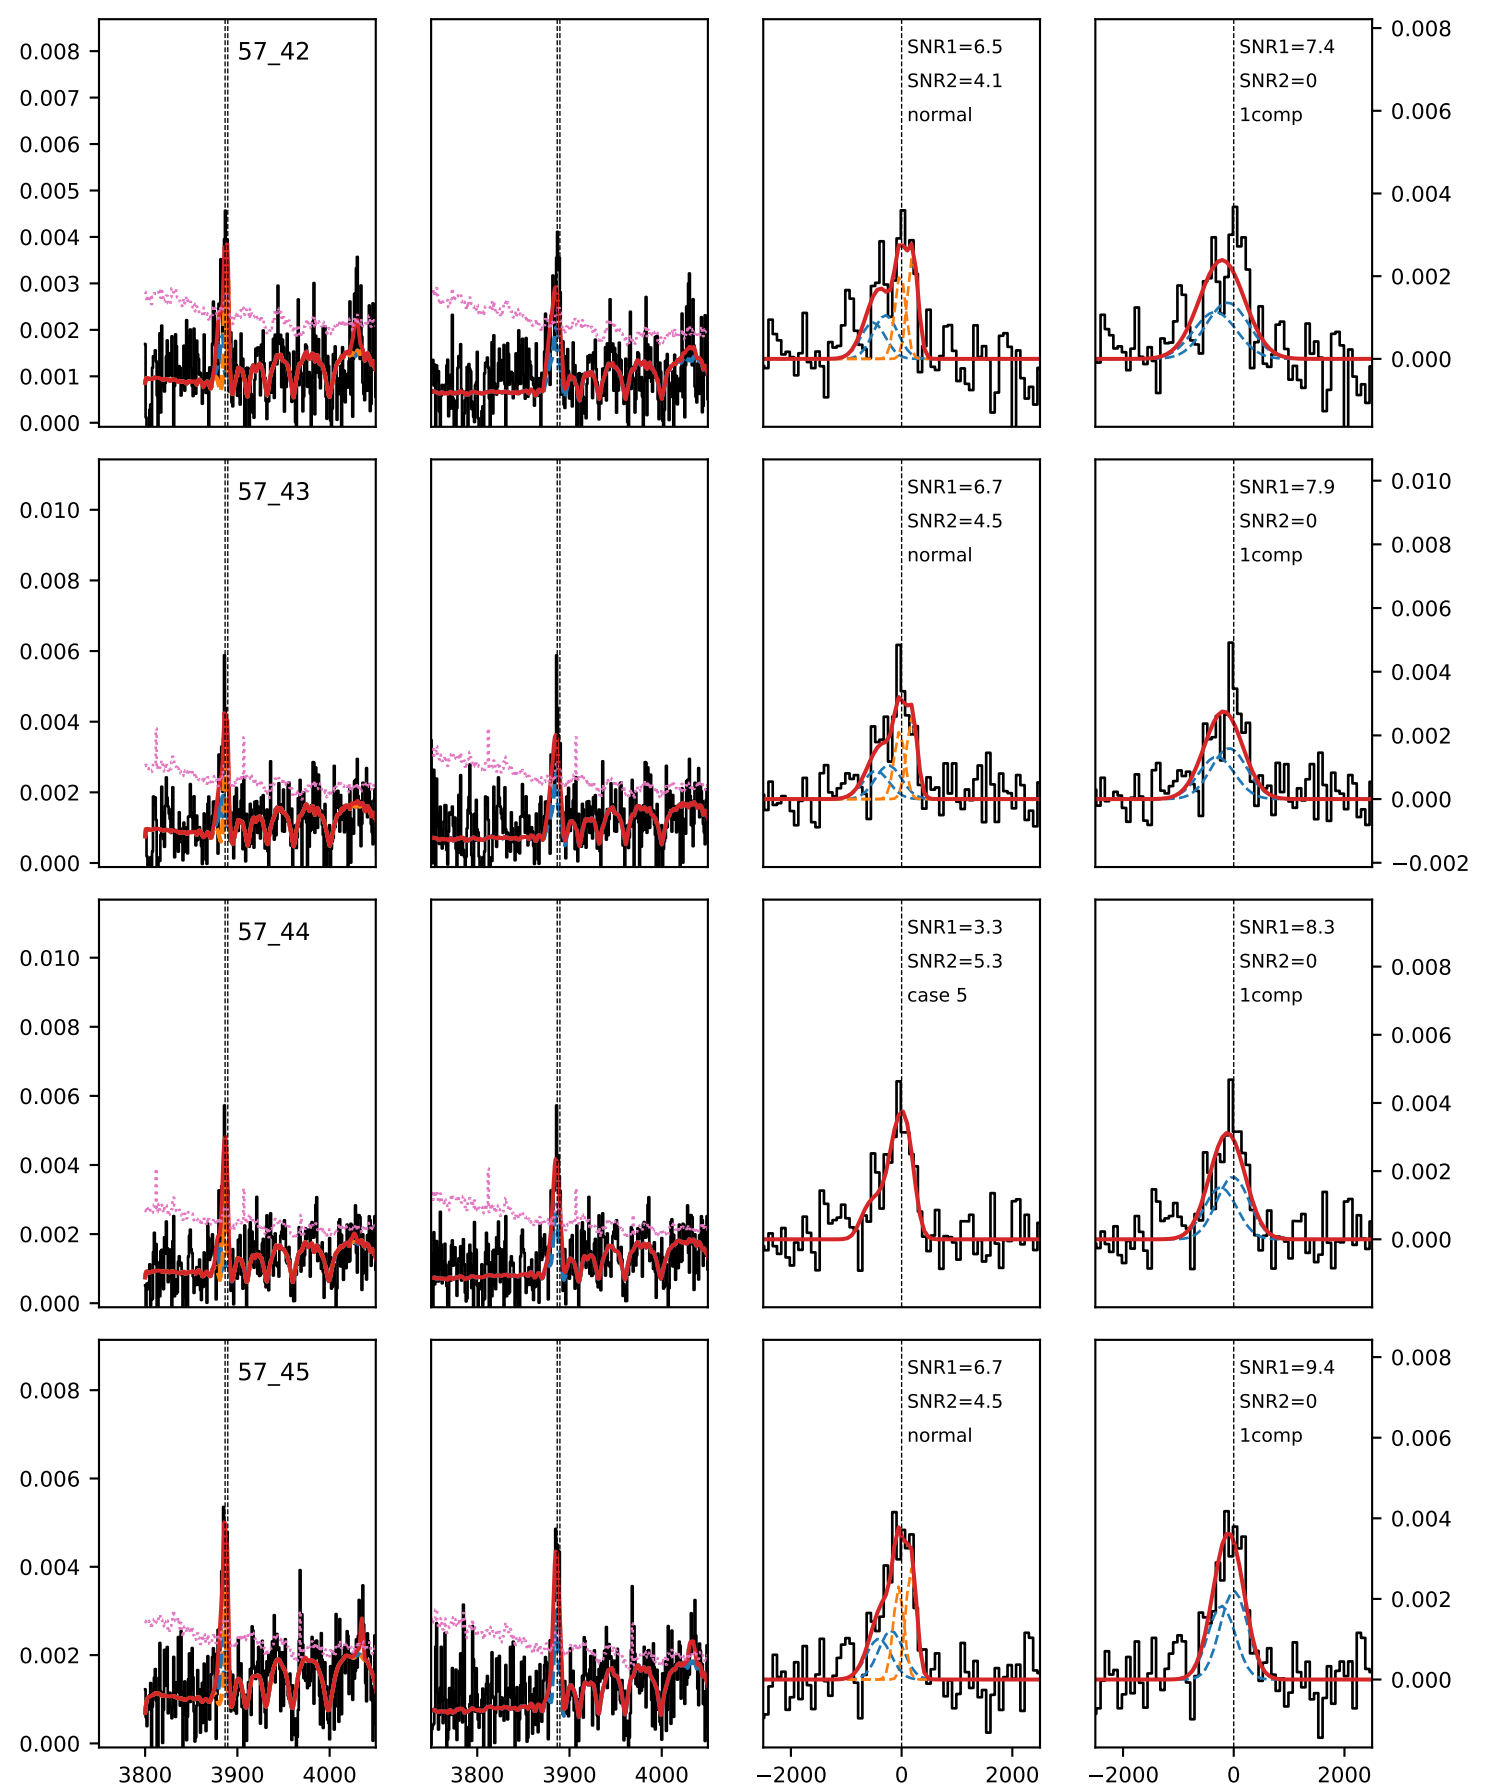 57_42
SNR1=6.5
SNR1=7.4
SNR2=4.1
SNR2=0
normal
1comp
0.008
0.007
0.006
0.005
0.004
0.003
0.002
0.001
0.000
0.008
0.006
0.004
0.002
0.000
57_43
SNR1=6.7
SNR1=7.9
SNR2=4.5
SNR2=0
normal
1comp
0.010
0.008
0.006
0.004
0.002
0.000
0.010
0.008
0.006
0.004
0.002
0.000
−0.002
57_44
SNR1=3.3
SNR1=8.3
SNR2=5.3
SNR2=0
case 5
1comp
0.010
0.008
0.006
0.004
0.002
0.000
0.008
0.006
0.004
0.002
0.000
57_45
SNR1=6.7
SNR1=9.4
SNR2=4.5
SNR2=0
normal
1comp
0.008
0.006
0.004
0.002
0.000
0.008
0.006
0.004
0.002
0.000
3800 3900 4000
3800 3900 4000
−2000 0 2000
−2000 0 2000